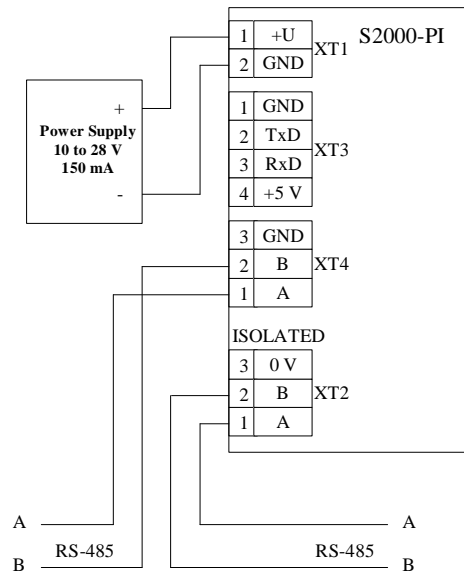 S2000-PI
1 +U
2 GND
XT1
+
Power Supply
10 to 28 V
150 mA
-
1 GND
2 TxD
3 RxD
4 +5 V
XT3
3 GND
2 B
1 A
XT4
ISOLATED
3 0 V
2 B
1 A
XT2
A
RS-485
B
A
RS-485
B